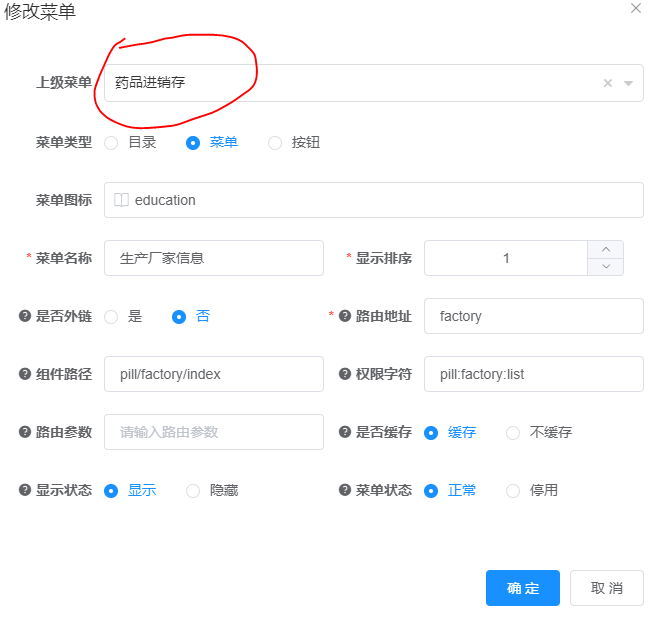 修改菜单
上级菜单 药品进销存
菜单类型 目录 菜单 按钮
菜单图标 education
* 菜单名称 生产厂家信息 * 显示排序 1
是否外链 是 否 * 路由地址 factory
组件路径 pill/factory/index 权限字符 pill:factory:list
路由参数 请输入路由参数 是否缓存 缓存 不缓存
显示状态 显示 隐藏 菜单状态 正常 停用
确 定 取 消